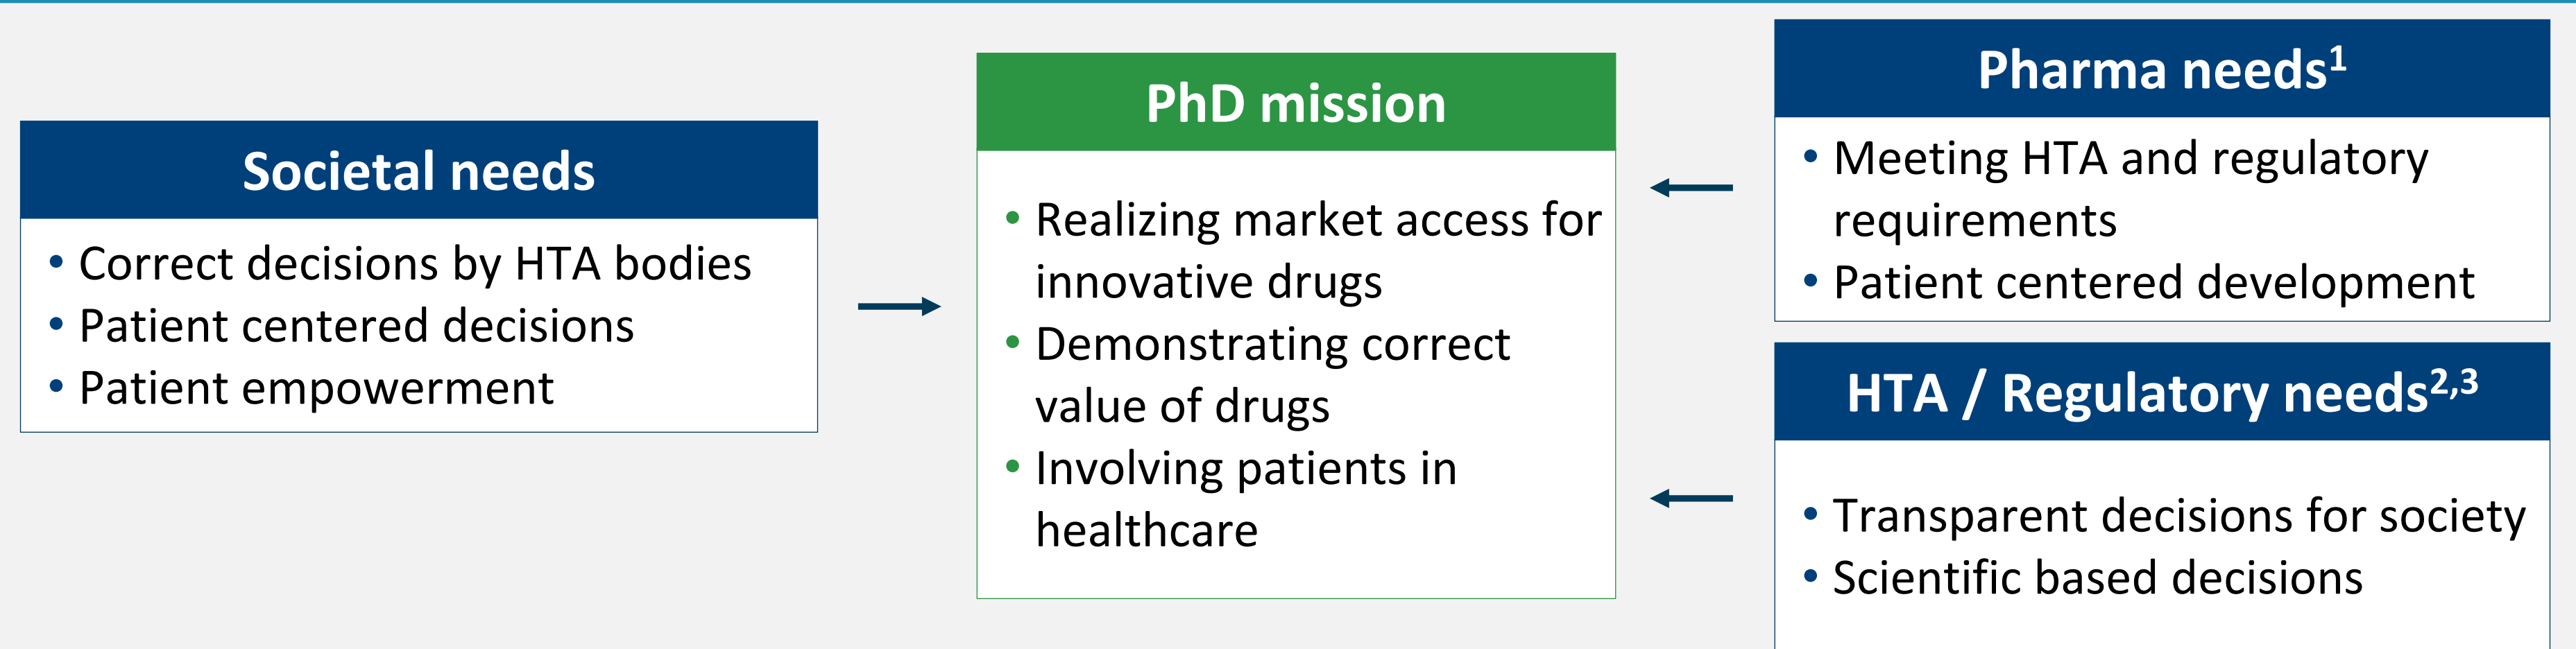 Societal needs
• Correct decisions by HTA bodies
• Patient centered decisions
• Patient empowerment
PhD mission
• Realizing market access for
innovative drugs
• Demonstrating correct
value of drugs
• Involving patients in
healthcare
Pharma needs¹
• Meeting HTA and regulatory
requirements
• Patient centered development
HTA / Regulatory needs²,³
• Transparent decisions for society
• Scientific based decisions